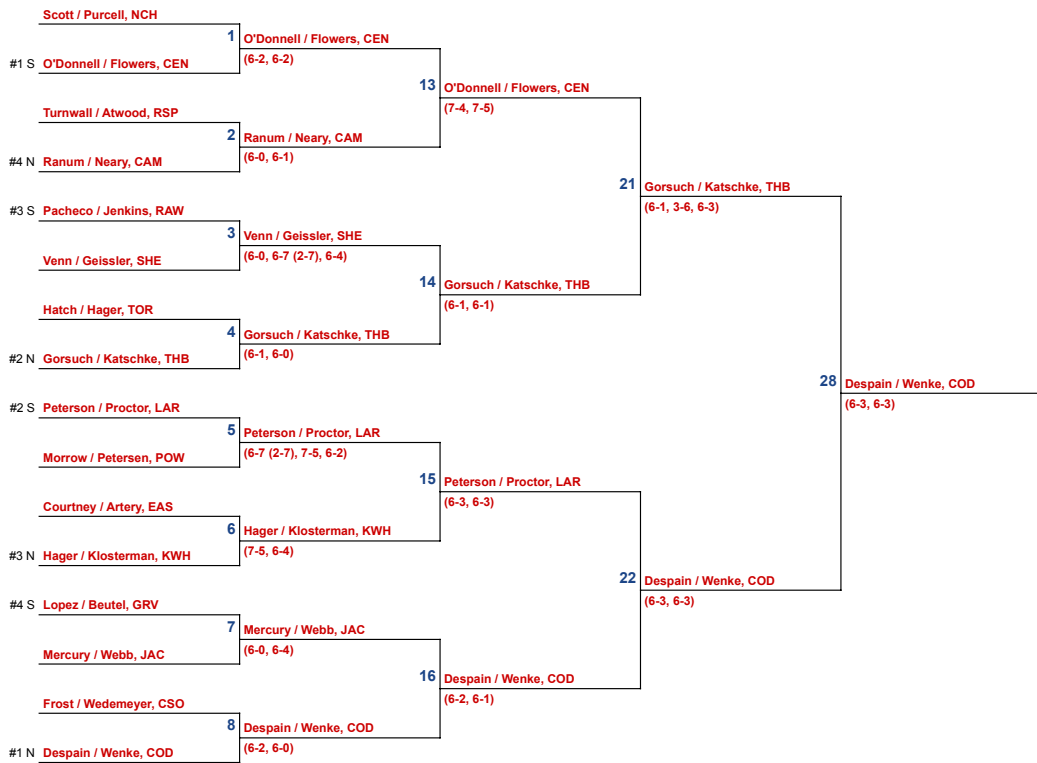 Scott / Purcell, NCH
1 O'Donnell / Flowers, CEN
(6-2, 6-2)
#1 S O'Donnell / Flowers, CEN
13 O'Donnell / Flowers, CEN
(7-4, 7-5)
Turnwall / Atwood, RSP
2 Ranum / Neary, CAM
(6-0, 6-1)
#4 N Ranum / Neary, CAM
21 Gorsuch / Katschke, THB
(6-1, 3-6, 6-3)
#3 S Pacheco / Jenkins, RAW
3 Venn / Geissler, SHE
(6-0, 6-7 (2-7), 6-4)
Venn / Geissler, SHE
14 Gorsuch / Katschke, THB
(6-1, 6-1)
Hatch / Hager, TOR
4 Gorsuch / Katschke, THB
(6-1, 6-0)
#2 N Gorsuch / Katschke, THB
28 Despain / Wenke, COD
(6-3, 6-3)
#2 S Peterson / Proctor, LAR
5 Peterson / Proctor, LAR
(6-7 (2-7), 7-5, 6-2)
Morrow / Petersen, POW
15 Peterson / Proctor, LAR
(6-3, 6-3)
Courtney / Artery, EAS
6 Hager / Klosterman, KWH
(7-5, 6-4)
#3 N Hager / Klosterman, KWH
22 Despain / Wenke, COD
(6-3, 6-3)
#4 S Lopez / Beutel, GRV
7 Mercury / Webb, JAC
(6-0, 6-4)
Mercury / Webb, JAC
16 Despain / Wenke, COD
(6-2, 6-1)
Frost / Wedemeyer, CSO
8 Despain / Wenke, COD
(6-2, 6-0)
#1 N Despain / Wenke, COD